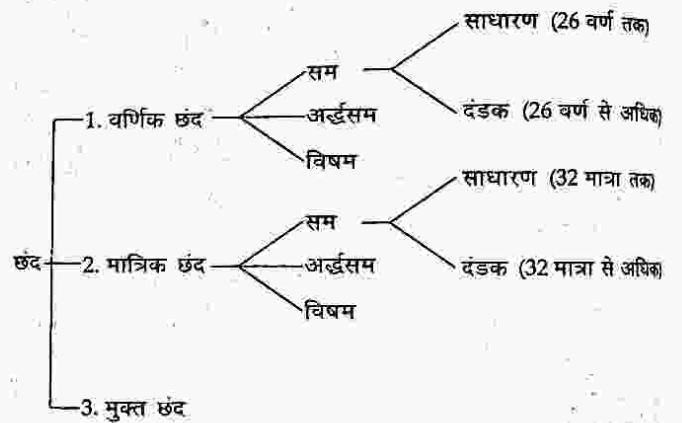 साधारण (26 वर्ण तक)
सम
1. वर्णिक छंद
अर्द्धसम
दंडक (26 वर्ण से अधिक)
विषम
साधारण (32 मात्रा तक)
सम
छंद
2. मात्रिक छंद
अर्द्धसम
दंडक (32 मात्रा से अधिक)
विषम
3. मुक्त छंद